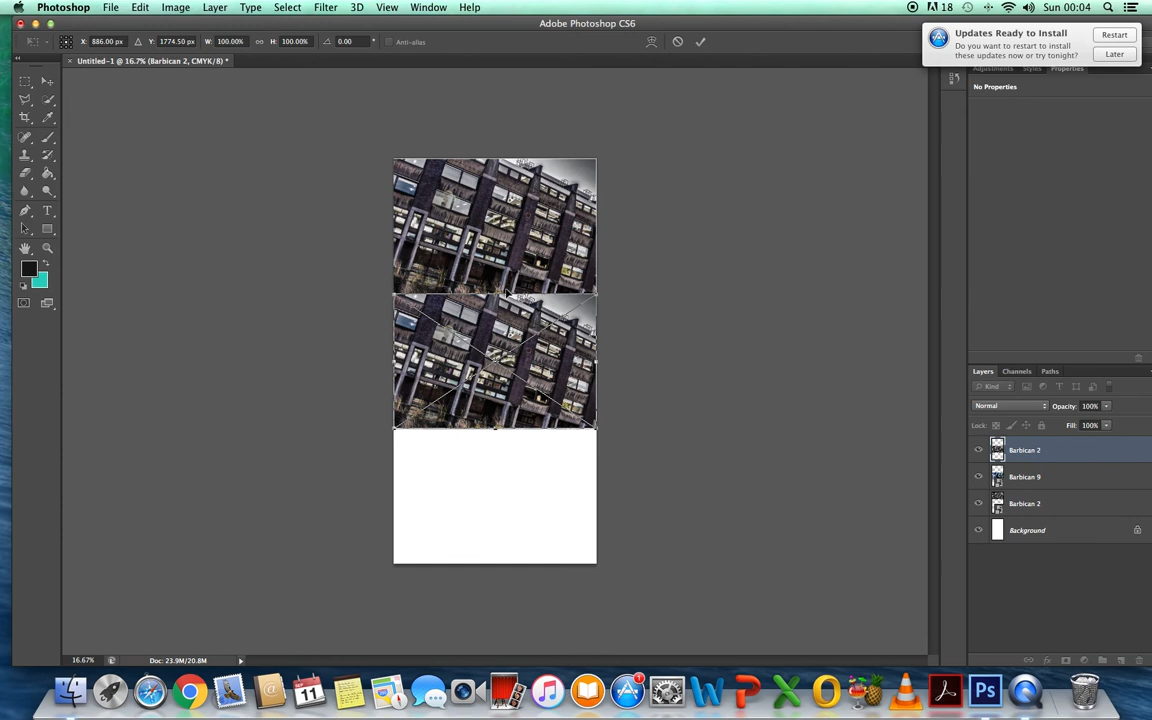 Photoshop File Edit Image Layer Type Select Filter 3D View Window Help 18 Sun 00:04
Adobe Photoshop CS6
X: 886.00 px Y: 1774.50 px W: 100.00% H: 100.00% 0.00 ° Anti-alias
Updates Ready to Install
Do you want to restart to install
these updates now or try tonight?
Restart
Later
× Untitled-1 @ 16.7% (Barbican 2, CMYK/8) *
Adjustments Styles Properties
No Properties
Layers Channels Paths
Kind
Normal Opacity: 100%
Lock: Fill: 100%
Barbican 2
Barbican 9
Barbican 2
Background
16.67% Doc: 23.9M/20.8M